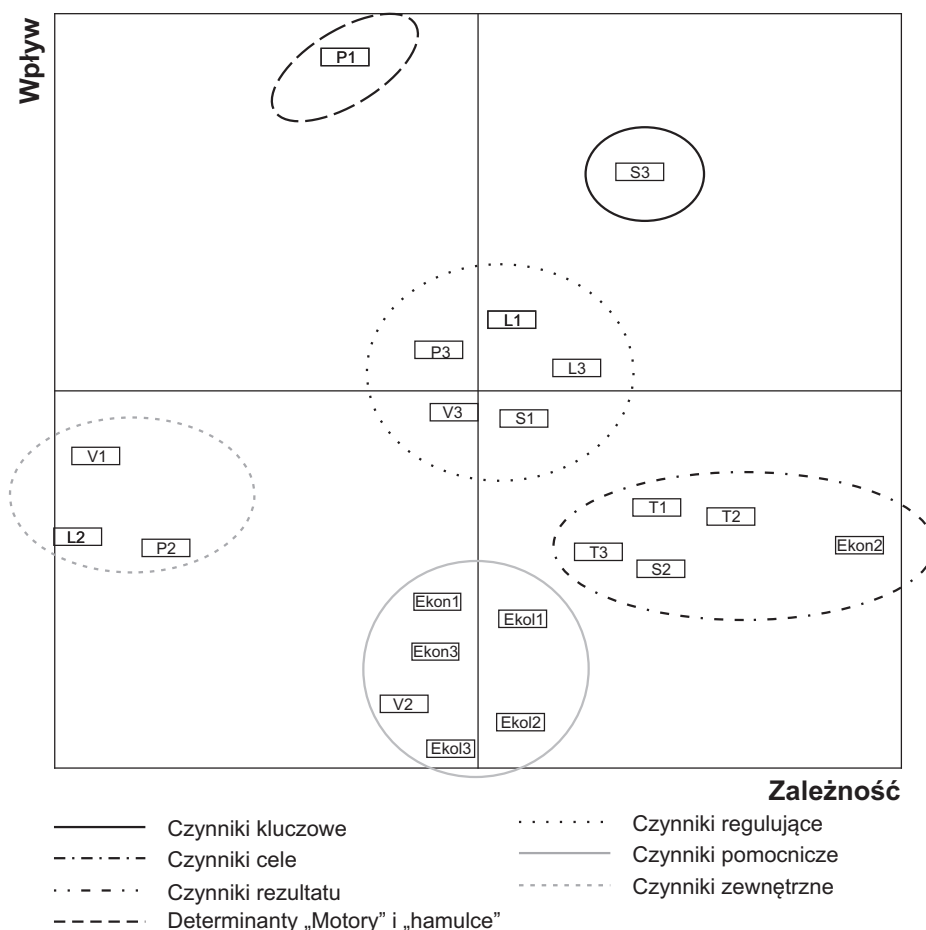 Wpływ
P1
S3
L1
P3
L3
V3
S1
V1
T1
T2
L2
P2
Ekon2
T3
S2
Ekon1
Ekol1
Ekon3
V2
Ekol2
Ekol3
Zależność
Czynniki kluczowe
Czynniki cele
Czynniki rezultatu
Determinanty „Motory” i „hamulce”
Czynniki regulujące
Czynniki pomocnicze
Czynniki zewnętrzne